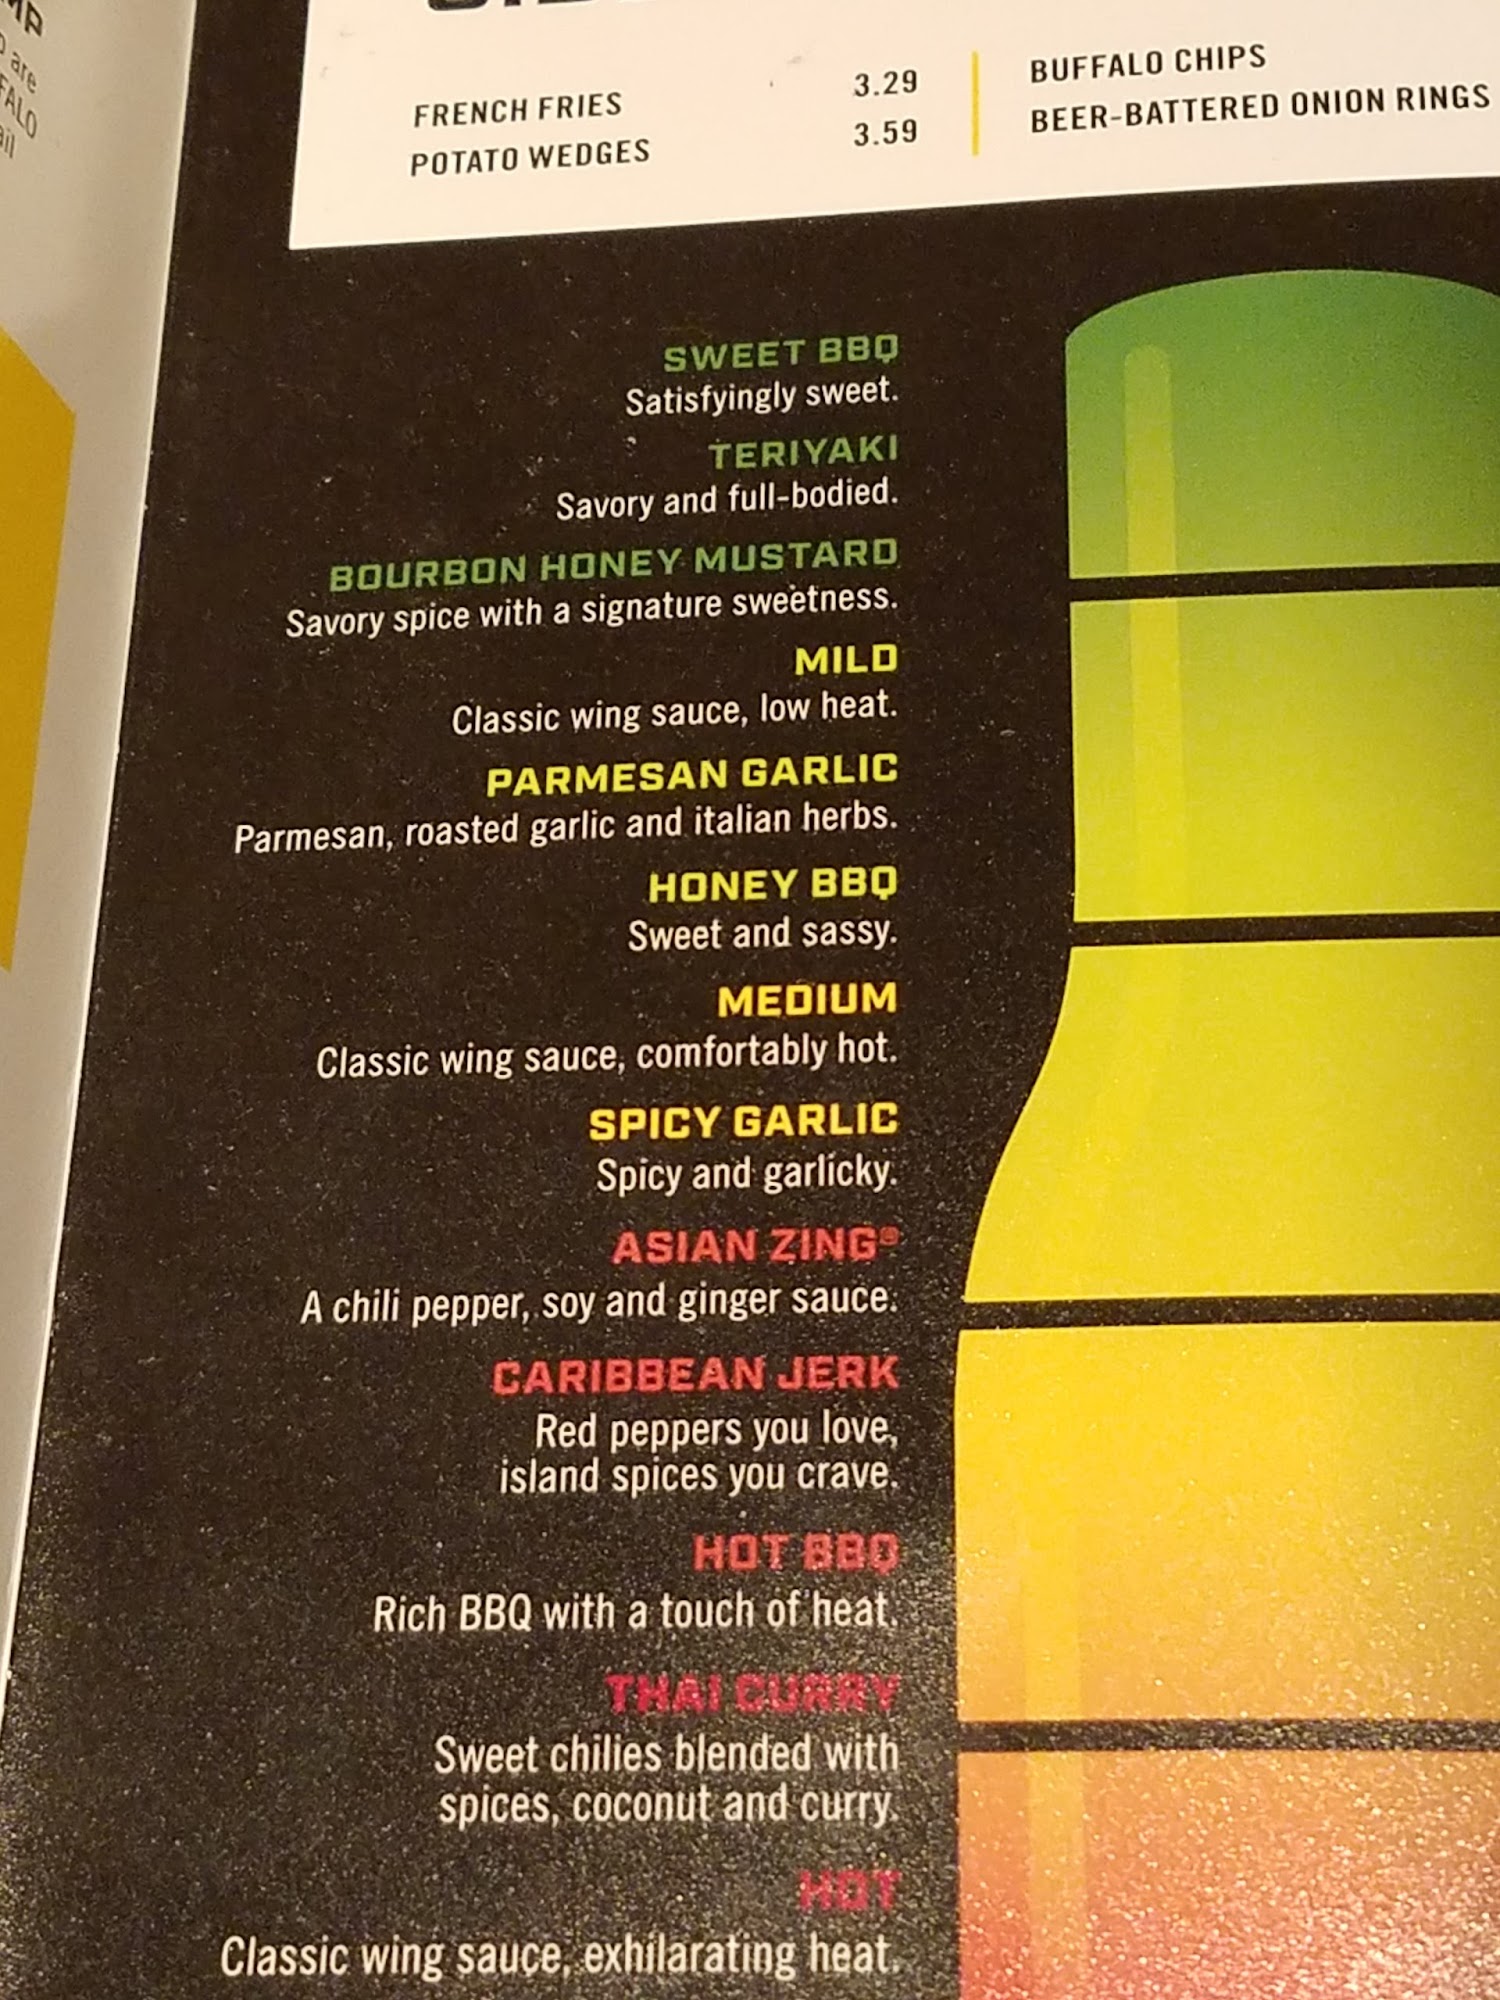 are
FRENCH FRIES 3.29
POTATO WEDGES 3.59
BUFFALO CHIPS
BEER-BATTERED ONION RINGS
SWEET BBQ
Satisfyingly sweet.
TERIYAKI
Savory and full-bodied.
BOURBON HONEY MUSTARD
Savory spice with a signature sweetness.
MILD
Classic wing sauce, low heat.
PARMESAN GARLIC
Parmesan, roasted garlic and italian herbs.
HONEY BBQ
Sweet and sassy.
MEDIUM
Classic wing sauce, comfortably hot.
SPICY GARLIC
Spicy and garlicky.
ASIAN ZING®
A chili pepper, soy and ginger sauce.
CARIBBEAN JERK
Red peppers you love,
island spices you crave.
HOT BBQ
Rich BBQ with a touch of heat.
THAI CURRY
Sweet chilies blended with
spices, coconut and curry.
HOT
Classic wing sauce, exhilarating heat.